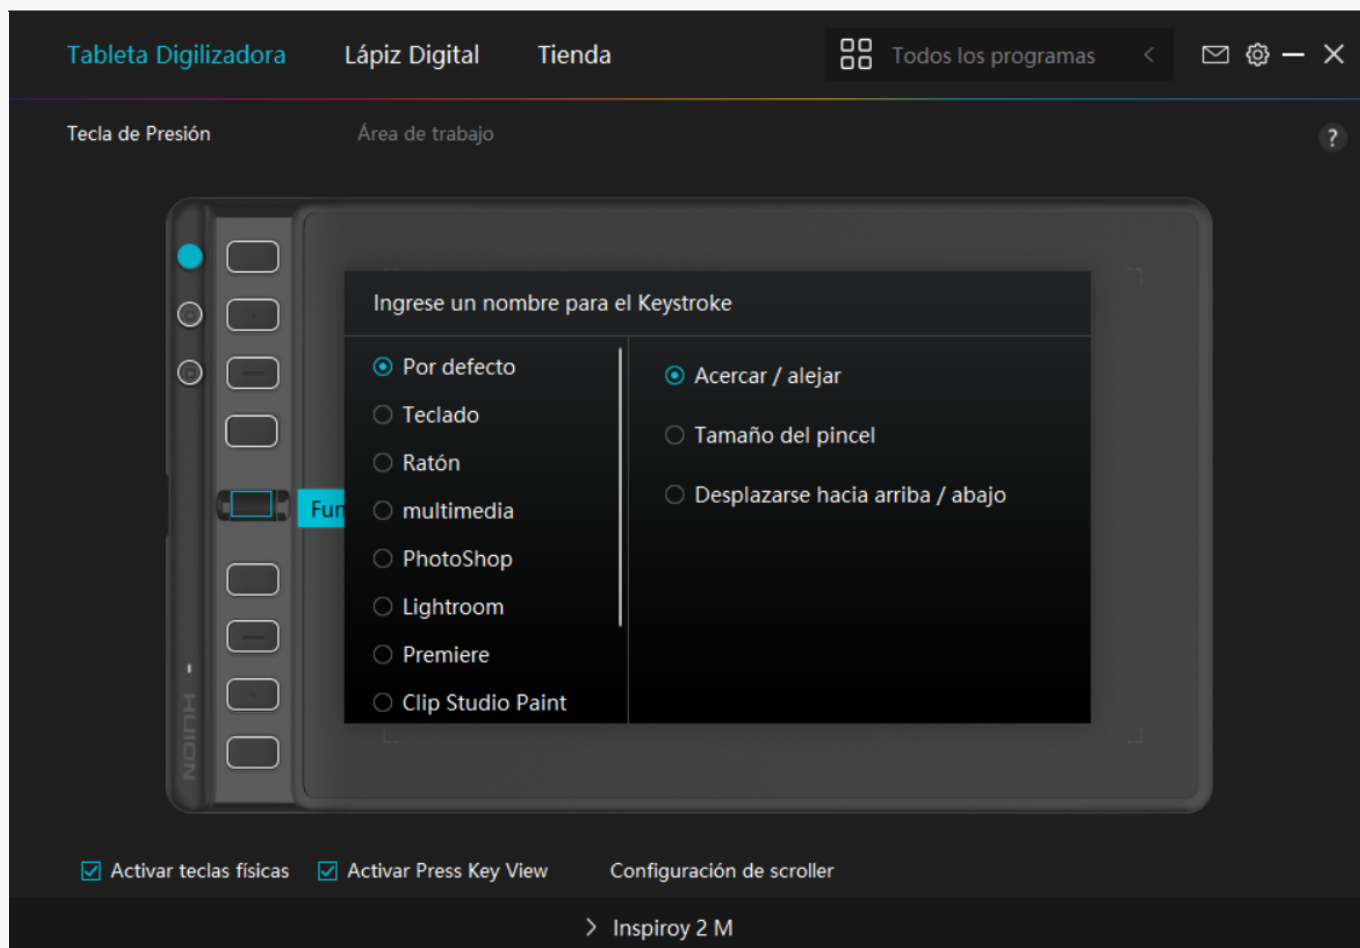 Tableta Digilizadora
Lápiz Digital
Tienda
Todos los programas
Tecla de Presión
Área de trabajo
?
Ingrese un nombre para el Keystroke
Por defecto
Teclado
Ratón
multimedia
PhotoShop
Lightroom
Premiere
Clip Studio Paint
Acercar / alejar
Tamaño del pincel
Desplazarse hacia arriba / abajo
Fun
HUION
Activar teclas físicas
Activar Press Key View
Configuración de scroller
Inspiroy 2 M